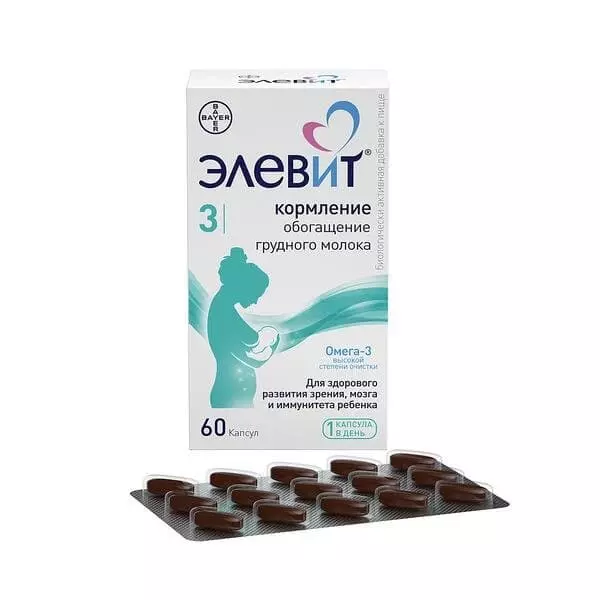 BAYER
BAYER
ЭЛЕВИТ®
3
кормление
обогащение
грудного молока
биологически активная добавка к пище
Омега-3
высокой
степени очистки
Для здорового
развития зрения, мозга
и иммунитета ребенка
60 Капсул
1 КАПСУЛА
В ДЕНЬ